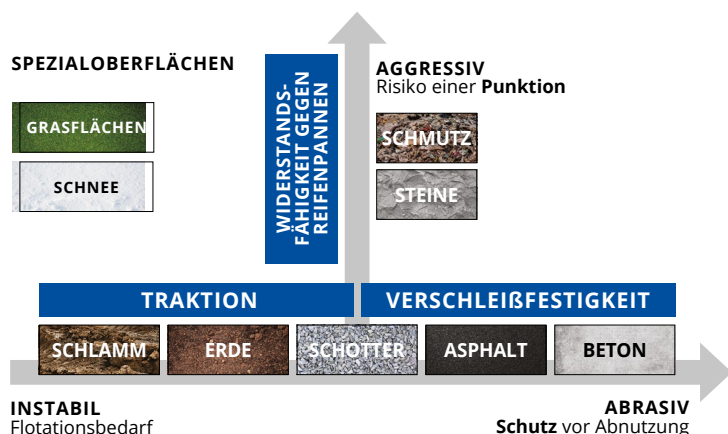 SPEZIALOBERFLÄCHEN
GRASFLÄCHEN
SCHNEE
WIDERSTANDS-
FÄHIGKEIT GEGEN
REIFENPANNEN
AGGRESSIV
Risiko einer Punktion
SCHMUTZ
STEINE
TRAKTION
VERSCHLEIßFESTIGKEIT
SCHLAMM
ERDE
SCHOTTER
ASPHALT
BETON
INSTABIL
Flotationsbedarf
ABRASIV
Schutz vor Abnutzung